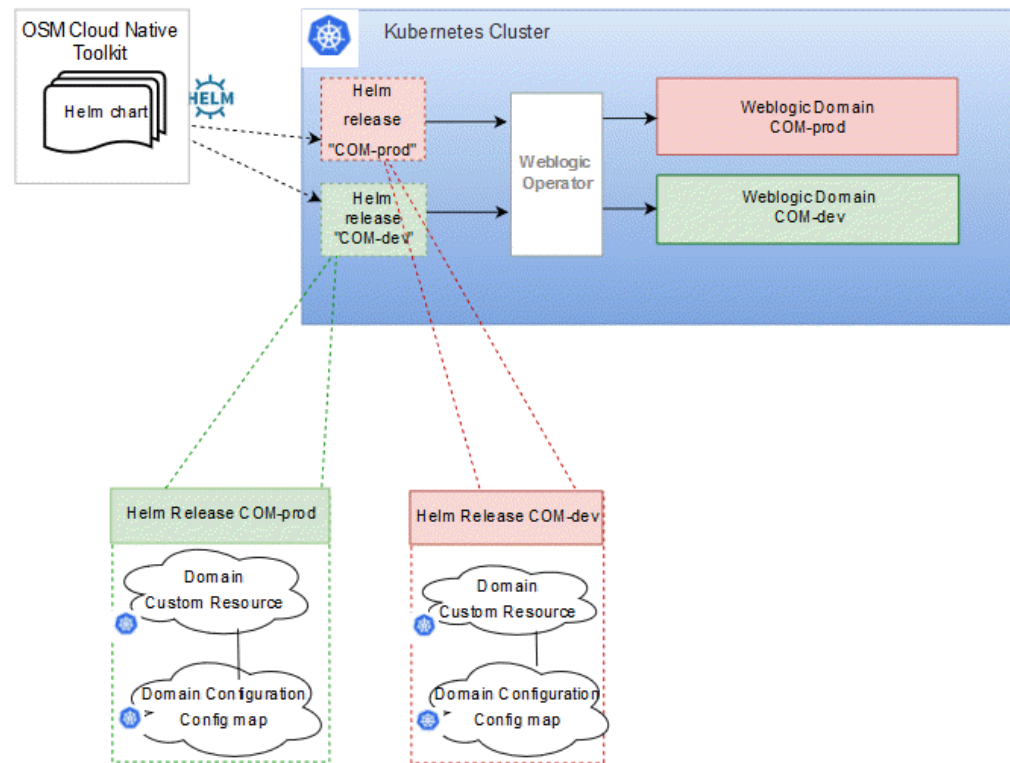 OSM Cloud Native
Toolkit
Helm chart
HELM
Kubernetes Cluster
Helm
release
"COM-prod"
Helm
release
"COM-dev"
Weblogic
Operator
Weblogic Domain
COM-prod
Weblogic Domain
COM-dev
Helm Release COM-prod
Domain
Custom Resource
Domain Configuration
Config map
Helm Release COM-dev
Domain
Custom Resource
Domain Configuration
Config map